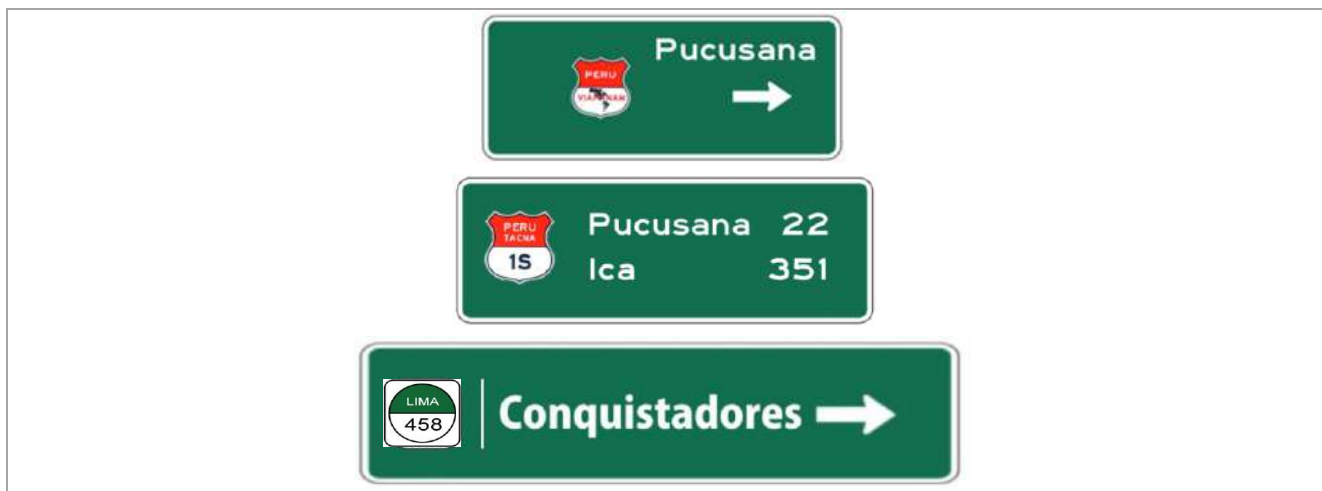 Pucusana
PERU
PERU
TACNA
1S
Pucusana 22
Ica 351
LIMA
458
Conquistadores